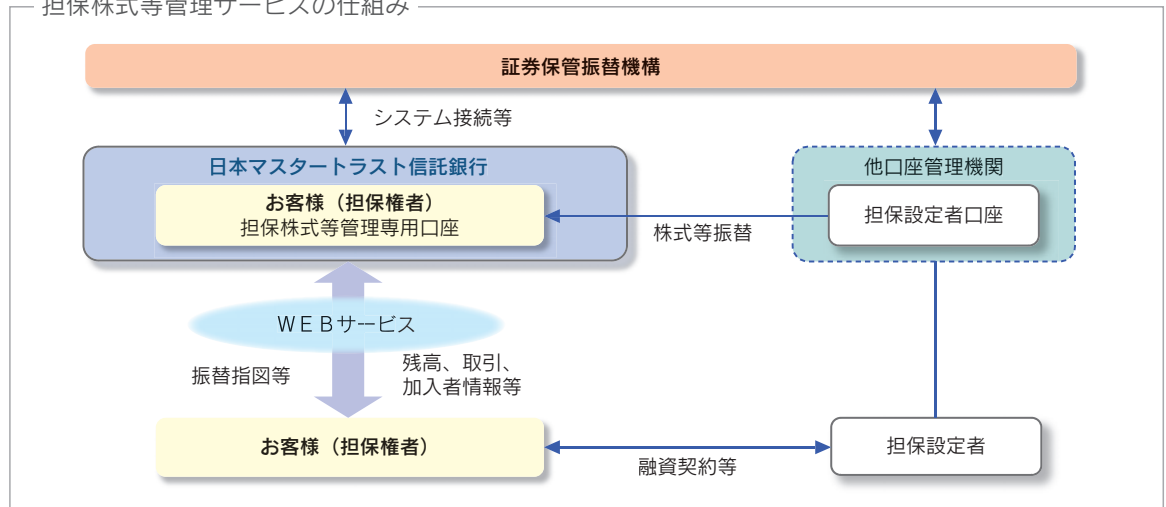 担保株式等管理サービスの仕組み
証券保管振替機構
システム接続等
日本マスタートラスト信託銀行
他口座管理機関
お客様（担保権者）
担保株式等管理専用口座
担保設定者口座
株式等振替
ＷＥＢサービス
振替指図等
残高、取引、
加入者情報等
お客様（担保権者）
担保設定者
融資契約等